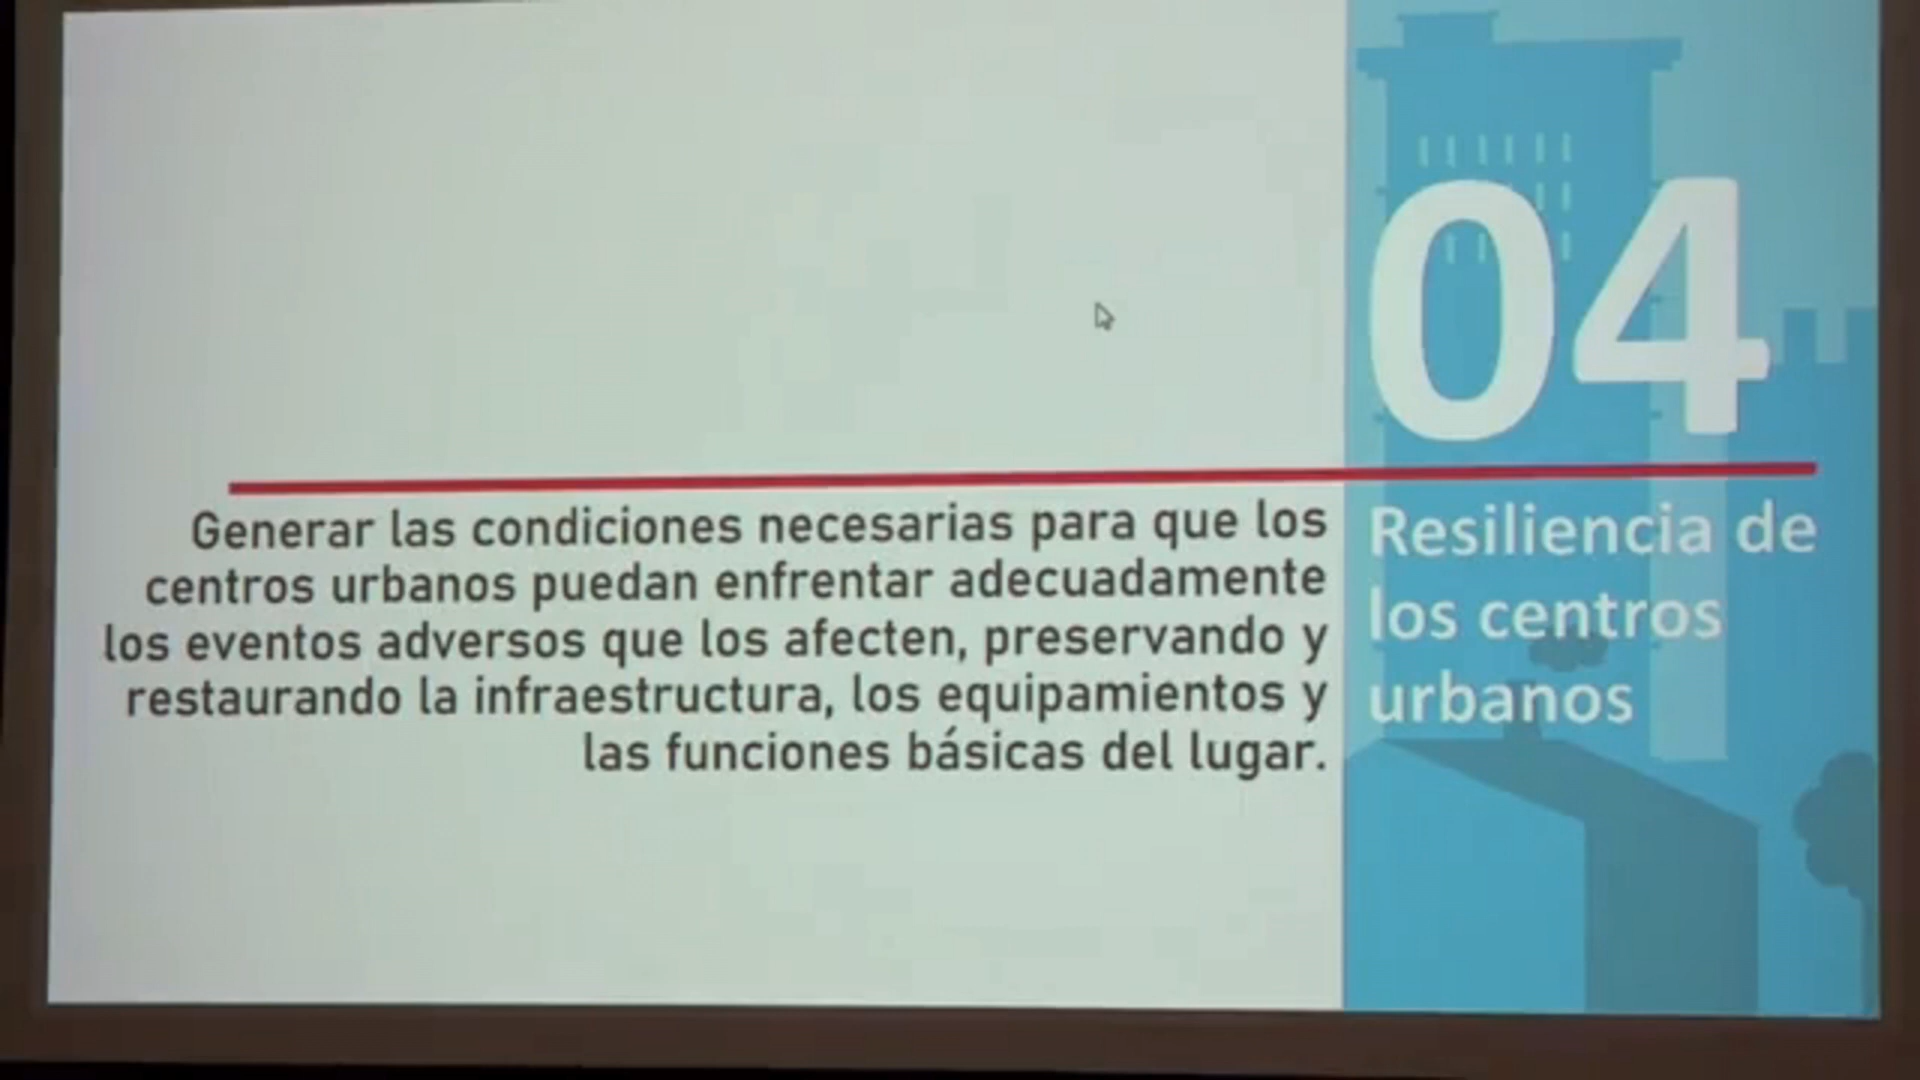 04
Generar las condiciones necesarias para que los
centros urbanos puedan enfrentar adecuadamente
los eventos adversos que los afecten, preservando y
restaurando la infraestructura, los equipamientos y
las funciones básicas del lugar.
Resiliencia de
los centros
urbanos